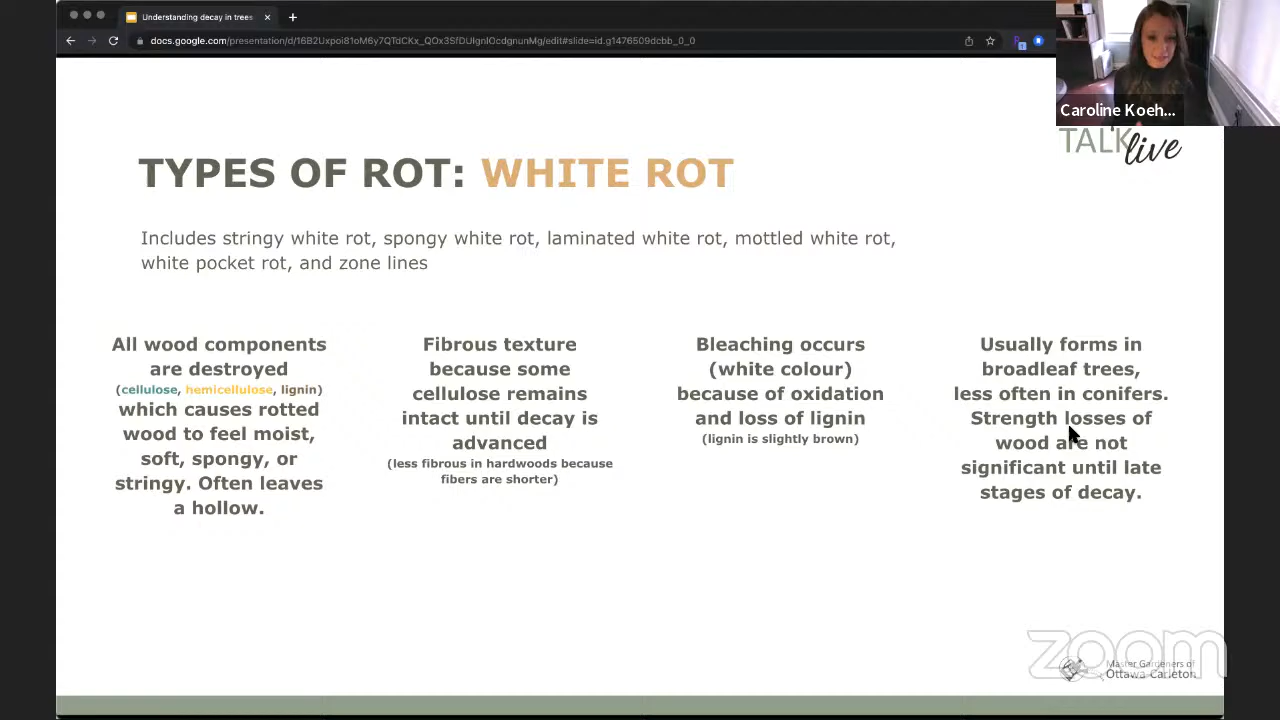 Understanding decay in trees
docs.google.com/presentation/d/16B2Uxpoi81oM6y7QTdCKx_QOx3SfDUIgnlOcdgnunMg/edit#slide=id.g1476509dcbb_0_0
Caroline Koeh...
TALK live
TYPES OF ROT: WHITE ROT
Includes stringy white rot, spongy white rot, laminated white rot, mottled white rot,
white pocket rot, and zone lines
All wood components
are destroyed
(cellulose, hemicellulose, lignin)
which causes rotted
wood to feel moist,
soft, spongy, or
stringy. Often leaves
a hollow.
Fibrous texture
because some
cellulose remains
intact until decay is
advanced
(less fibrous in hardwoods because
fibers are shorter)
Bleaching occurs
(white colour)
because of oxidation
and loss of lignin
(lignin is slightly brown)
Usually forms in
broadleaf trees,
less often in conifers.
Strength losses of
wood are not
significant until late
stages of decay.
zoom
Master Gardeners of
Ottawa-Carleton